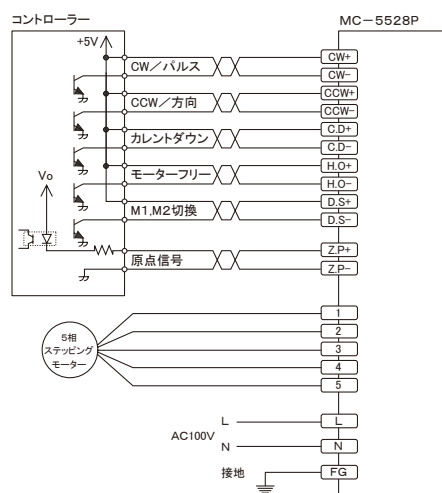 コントローラー
MC-5528P
+5V
CW／パルス
CW+
CW-
CCW／方向
CCW+
CCW-
カレントダウン
C.D+
C.D-
モーターフリー
H.O+
H.O-
M1,M2切換
D.S+
D.S-
Vo
原点信号
Z.P+
Z.P-
5相
ステッピング
モーター
1
2
3
4
5
AC100V
L
L
N
N
接地
FG